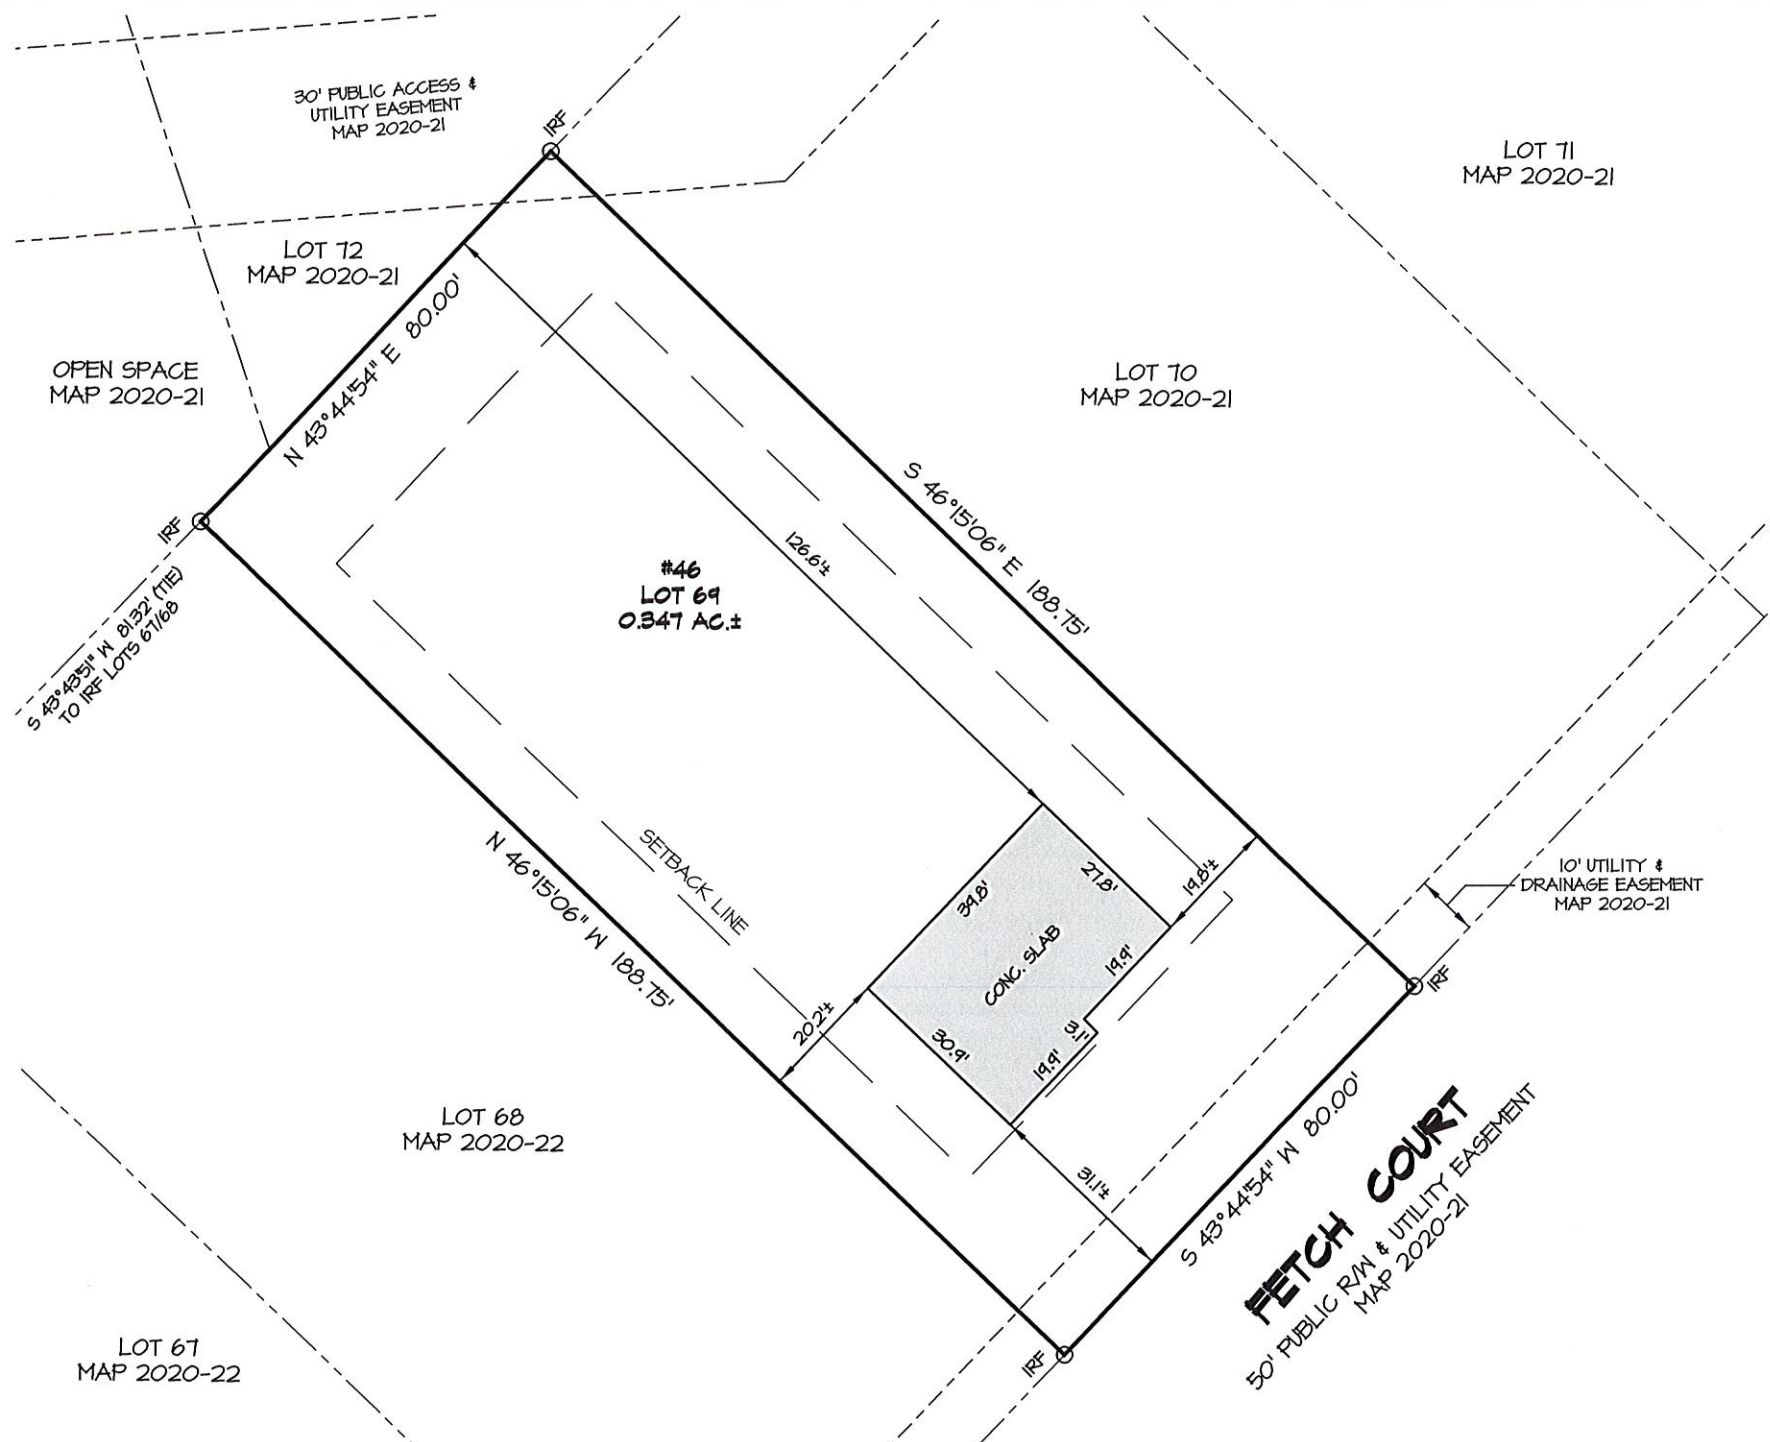 30' PUBLIC ACCESS &
UTILITY EASEMENT
MAP 2020-21
IRF
LOT 71
MAP 2020-21
LOT 72
MAP 2020-21
N 43°44'54" E 80.00'
OPEN SPACE
MAP 2020-21
LOT 70
MAP 2020-21
S 46°15'06" E 188.75'
IRF
126.6'±
#46
LOT 69
0.347 AC.±
S 43°43'51" W 81.32' (TIE)
TO IRF LOTS 67/68
SETBACK LINE
N 46°15'06" W 188.75'
39.8'
27.8'
19.8'±
10' UTILITY &
DRAINAGE EASEMENT
MAP 2020-21
CONC. SLAB
19.9'
IRF
20.2'±
30.9'
3.1'
19.9'
LOT 68
MAP 2020-22
31.1'±
S 43°44'54" W 80.00'
FETCH COURT
50' PUBLIC R/W & UTILITY EASEMENT
MAP 2020-21
LOT 67
MAP 2020-22
IRF